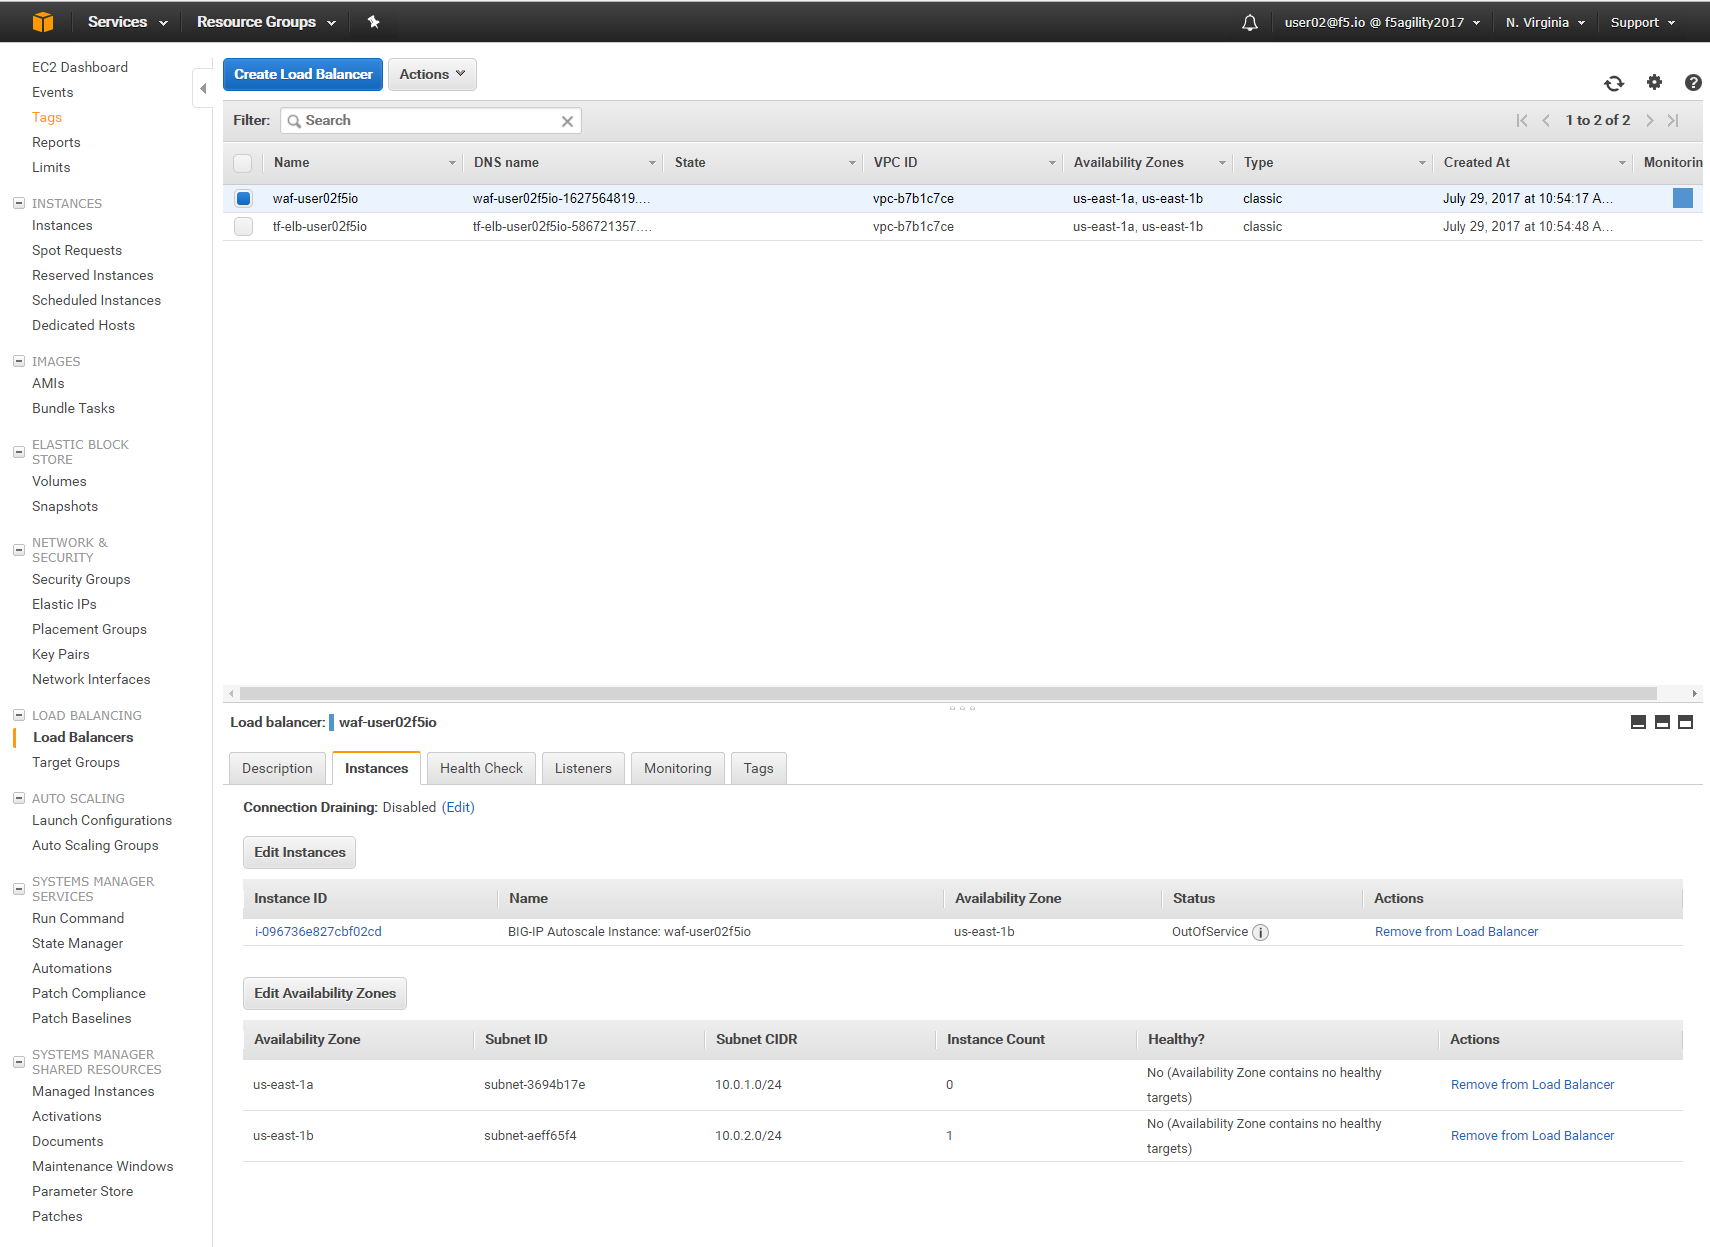 Services Resource Groups user02@f5.io @ f5agility2017 N. Virginia Support
EC2 Dashboard
Events
Tags
Reports
Limits
INSTANCES
Instances
Spot Requests
Reserved Instances
Scheduled Instances
Dedicated Hosts
IMAGES
AMIs
Bundle Tasks
ELASTIC BLOCK
STORE
Volumes
Snapshots
NETWORK &
SECURITY
Security Groups
Elastic IPs
Placement Groups
Key Pairs
Network Interfaces
LOAD BALANCING
Load Balancers
Target Groups
AUTO SCALING
Launch Configurations
Auto Scaling Groups
SYSTEMS MANAGER
SERVICES
Run Command
State Manager
Automations
Patch Compliance
Patch Baselines
SYSTEMS MANAGER
SHARED RESOURCES
Managed Instances
Activations
Documents
Maintenance Windows
Parameter Store
Patches
Create Load Balancer Actions
Filter: Search 1 to 2 of 2
Name DNS name State VPC ID Availability Zones Type Created At Monitorin
waf-user02f5io waf-user02f5io-1627564819.... vpc-b7b1c7ce us-east-1a, us-east-1b classic July 29, 2017 at 10:54:17 A...
tf-elb-user02f5io tf-elb-user02f5io-586721357.... vpc-b7b1c7ce us-east-1a, us-east-1b classic July 29, 2017 at 10:54:48 A...
Load balancer: waf-user02f5io
Description Instances Health Check Listeners Monitoring Tags
Connection Draining: Disabled (Edit)
Edit Instances
Instance ID Name Availability Zone Status Actions
i-096736e827cbf02cd BIG-IP Autoscale Instance: waf-user02f5io us-east-1b OutOfService i Remove from Load Balancer
Edit Availability Zones
Availability Zone Subnet ID Subnet CIDR Instance Count Healthy? Actions
us-east-1a subnet-3694b17e 10.0.1.0/24 0 No (Availability Zone contains no healthy targets) Remove from Load Balancer
us-east-1b subnet-aeff65f4 10.0.2.0/24 1 No (Availability Zone contains no healthy targets) Remove from Load Balancer